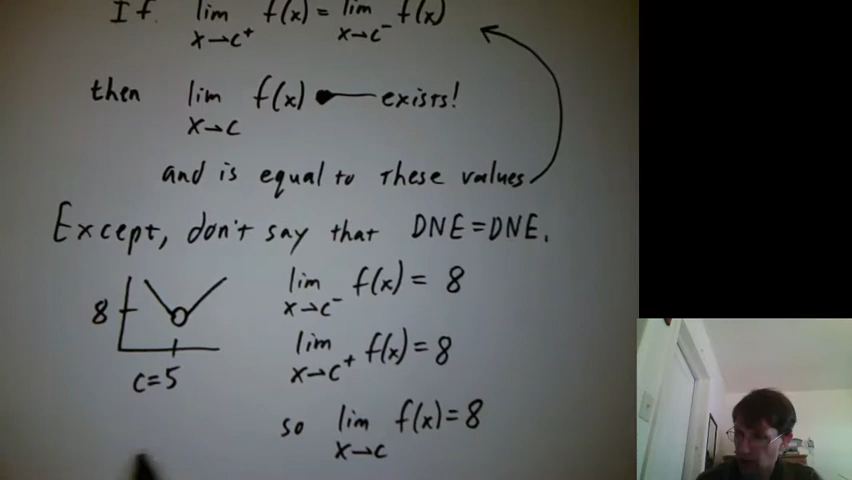 If lim f(x) = lim f(x)
x→c⁺ x→c⁻
then lim f(x) exists!
x→c
and is equal to these values
Except, don't say that DNE=DNE.
lim f(x) = 8
x→c⁻
8
lim f(x) = 8
x→c⁺
c=5
so lim f(x) = 8
x→c